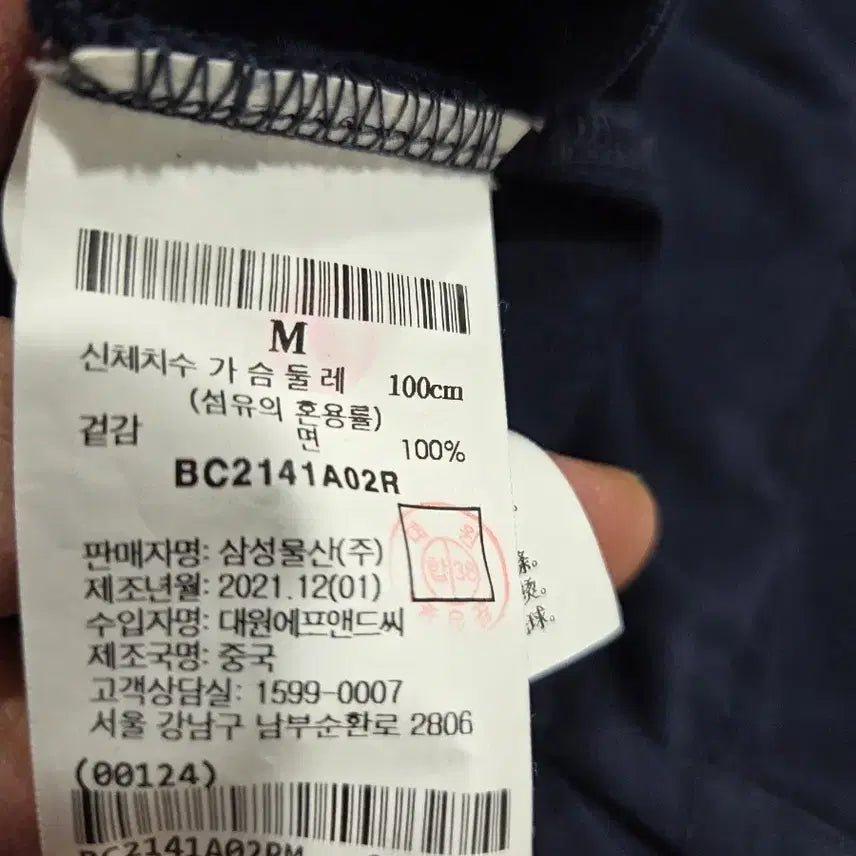 M
신체치수 가슴둘레 100cm
(섬유의 혼용률)
겉감 면 100%
BC2141A02R
판매자명: 삼성물산(주)
제조년월: 2021.12(01)
수입자명: 대원에프앤드씨
제조국명: 중국
고객상담실: 1599-0007
서울 강남구 남부순환로 2806
(00124)
BC2141A02RM